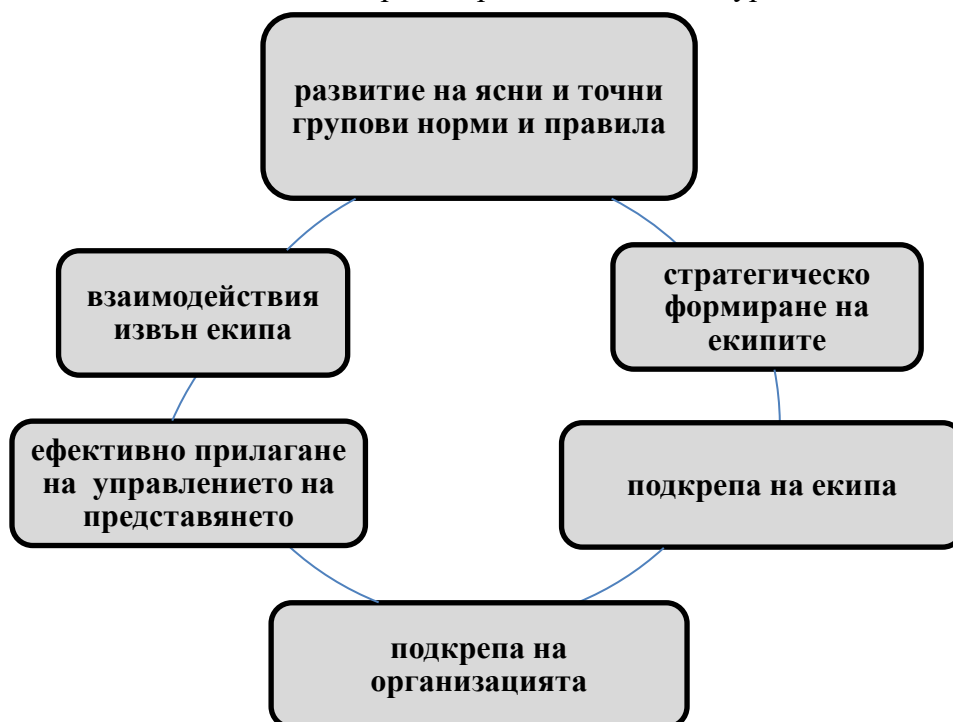 развитие на ясни и точни
групови норми и правила
взаимодействия
извън екипа
стратегическо
формиране на
екипите
ефективно прилагане
на управлението на
представянето
подкрепа на екипа
подкрепа на
организацията